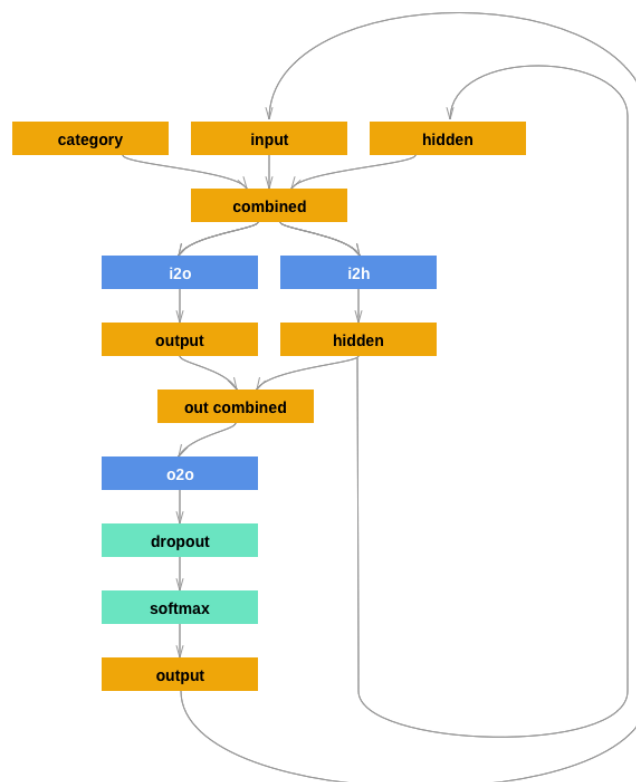 category
input
hidden
combined
i2o
i2h
output
hidden
out combined
o2o
dropout
softmax
output